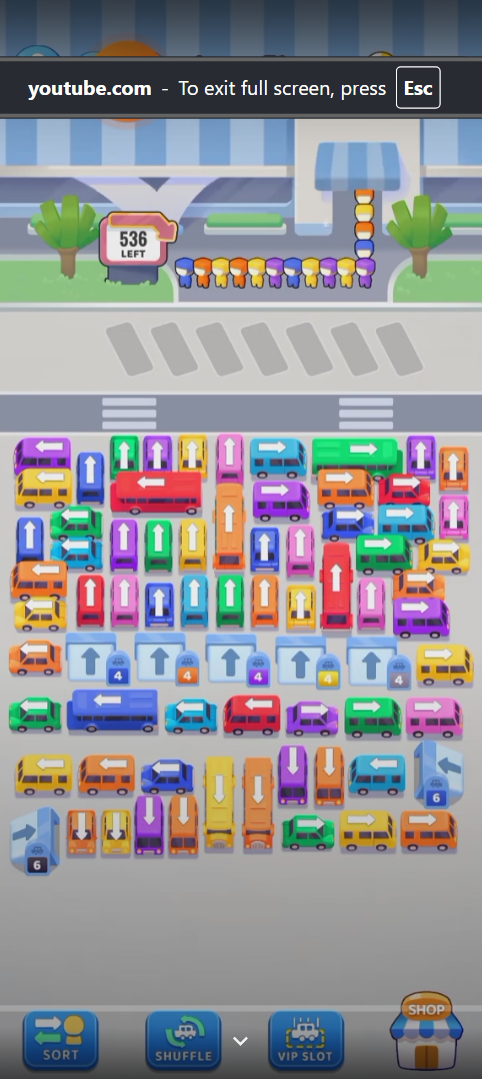 youtube.com - To exit full screen, press Esc
536
LEFT
4
4
4
4
4
6
6
SORT
SHUFFLE
VIP SLOT
SHOP